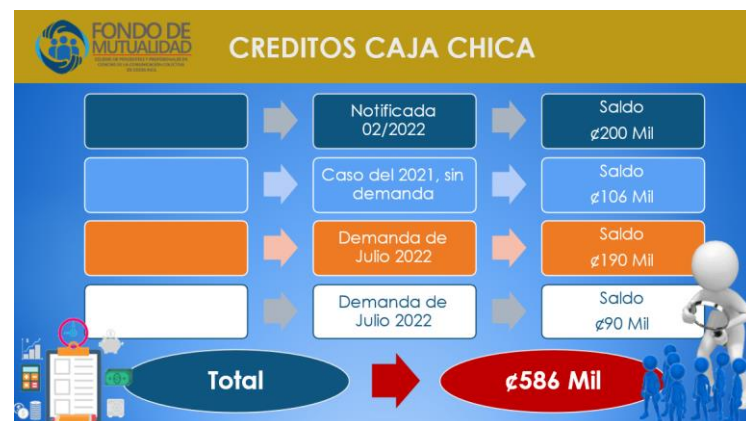 FONDO DE
MUTUALIDAD
CREDITOS CAJA CHICA
Notificada
02/2022
Saldo
₡200 Mil
Caso del 2021, sin
demanda
Saldo
₡106 Mil
Demanda de
Julio 2022
Saldo
₡190 Mil
Demanda de
Julio 2022
Saldo
₡90 Mil
Total
₡586 Mil